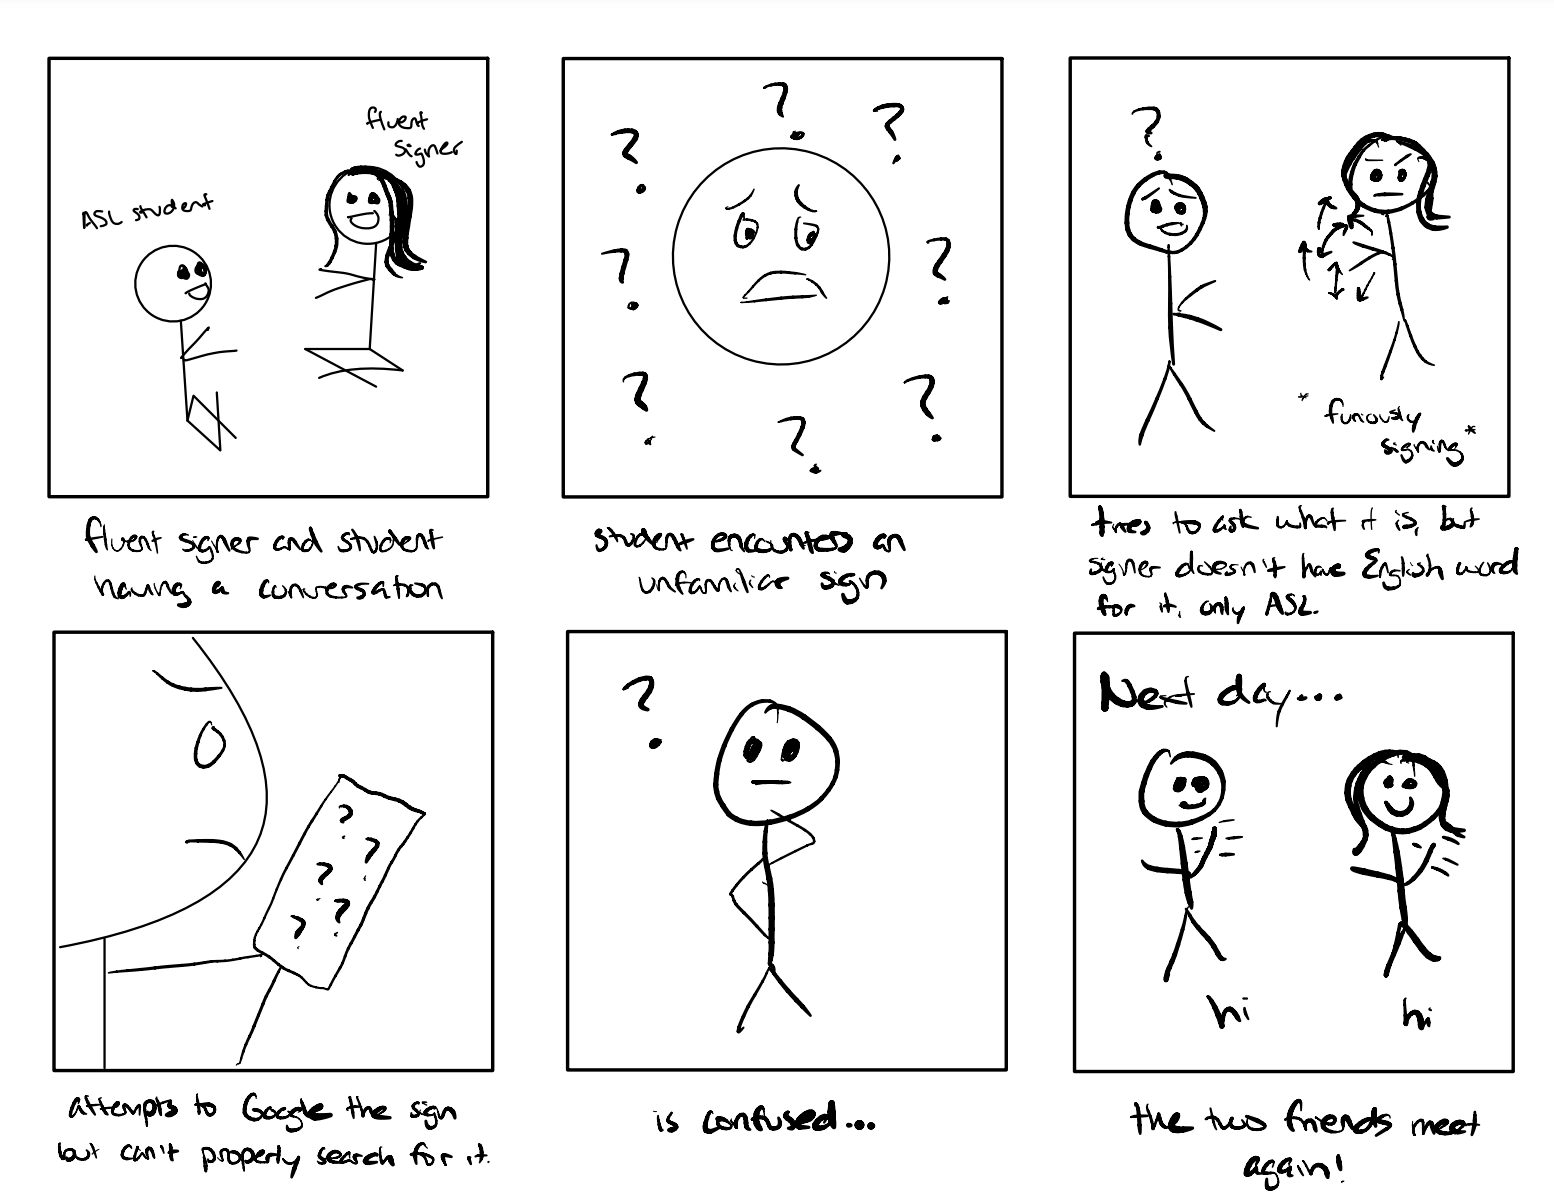 fluent
signer
ASL student
?
?
?
?
?
?
?
?
?
* furiously
signing *
fluent signer and student
having a conversation
student encounters an
unfamiliar sign
tries to ask what it is, but
signer doesn't have English word
for it, only ASL.
?
?
?
?
?
?
Next day...
hi
hi
attempts to Google the sign
but can't properly search for it.
is confused...
the two friends meet
again!